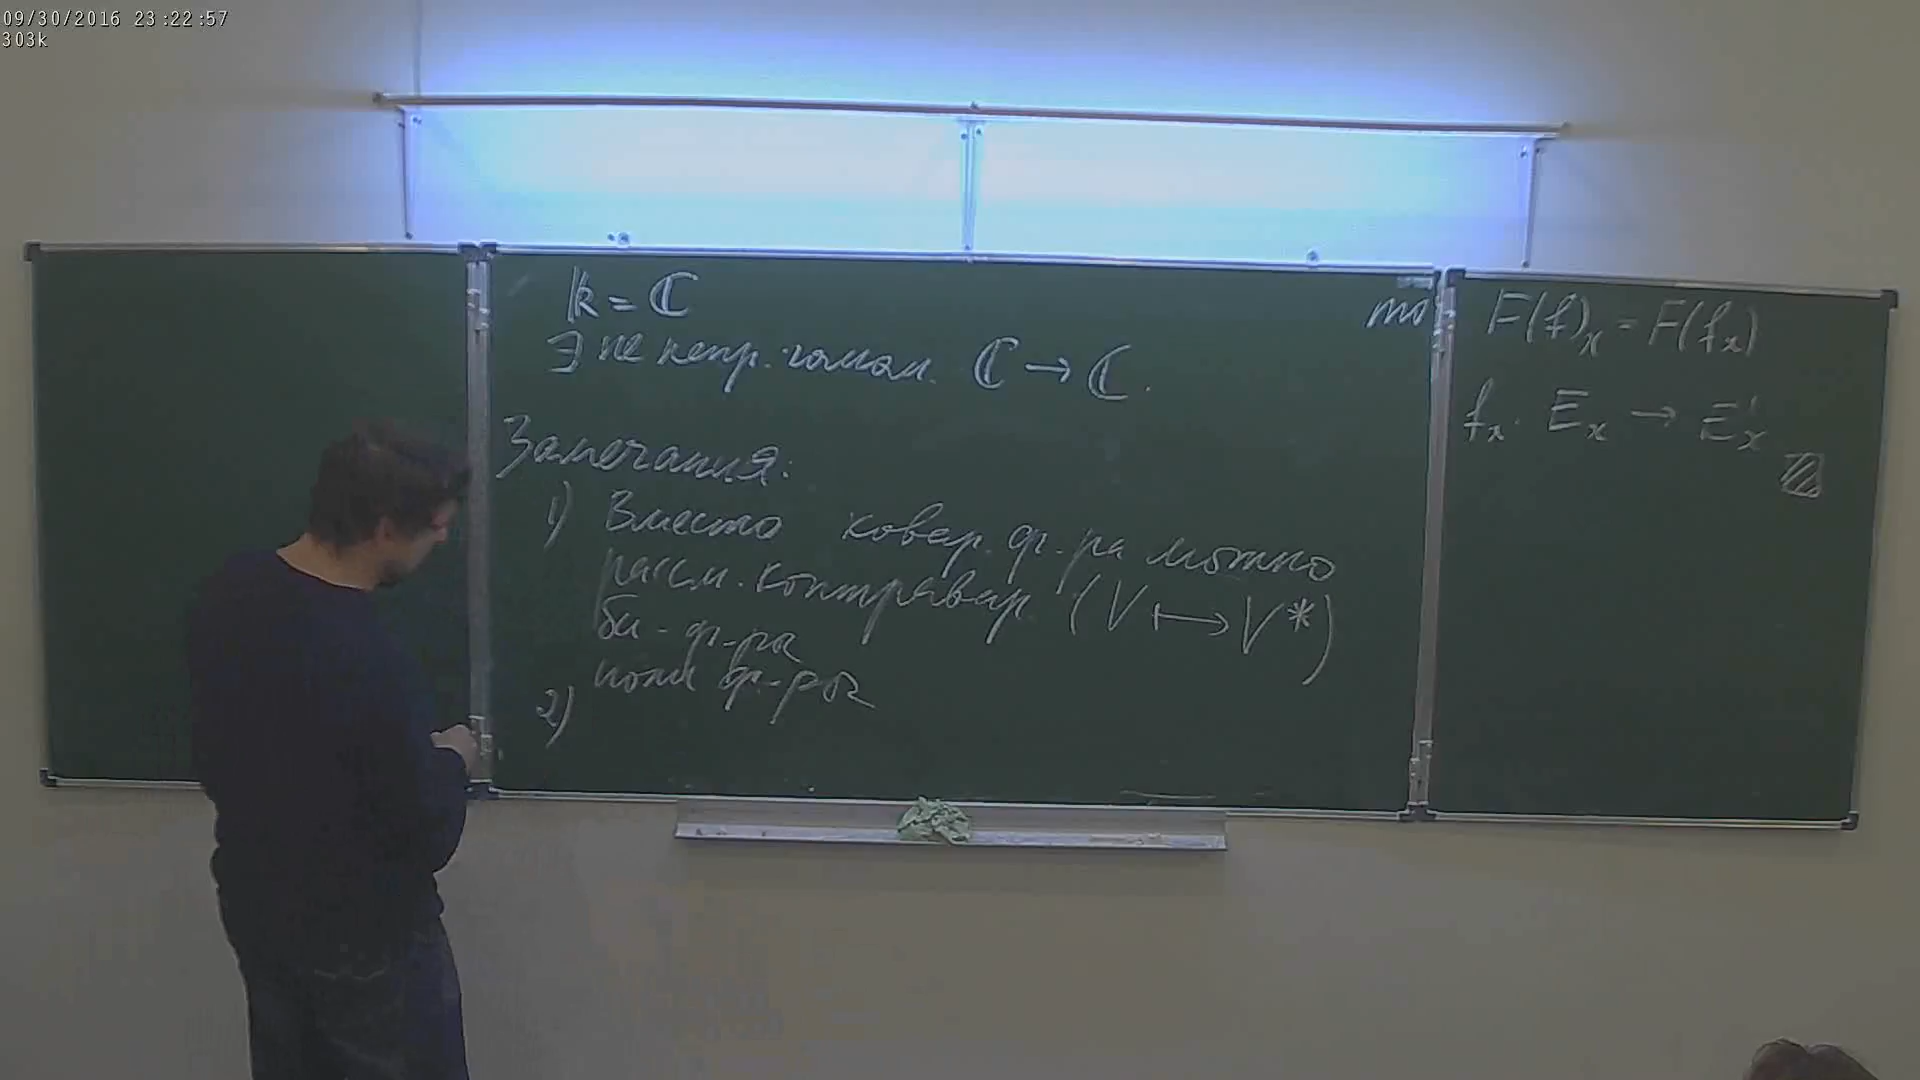 09/30/2016 23:22:57
303k
k = ℂ
∃ не непр. гомом. ℂ → ℂ.
Замечания:
1) Вместо ковар. ф-ра можно
рассм. контравар. (V ↦ V*)
би-ф-ра
поли ф-ра
2)
то
F(f)ₓ = F(fₓ)
fₓ: Eₓ → E'ₓ